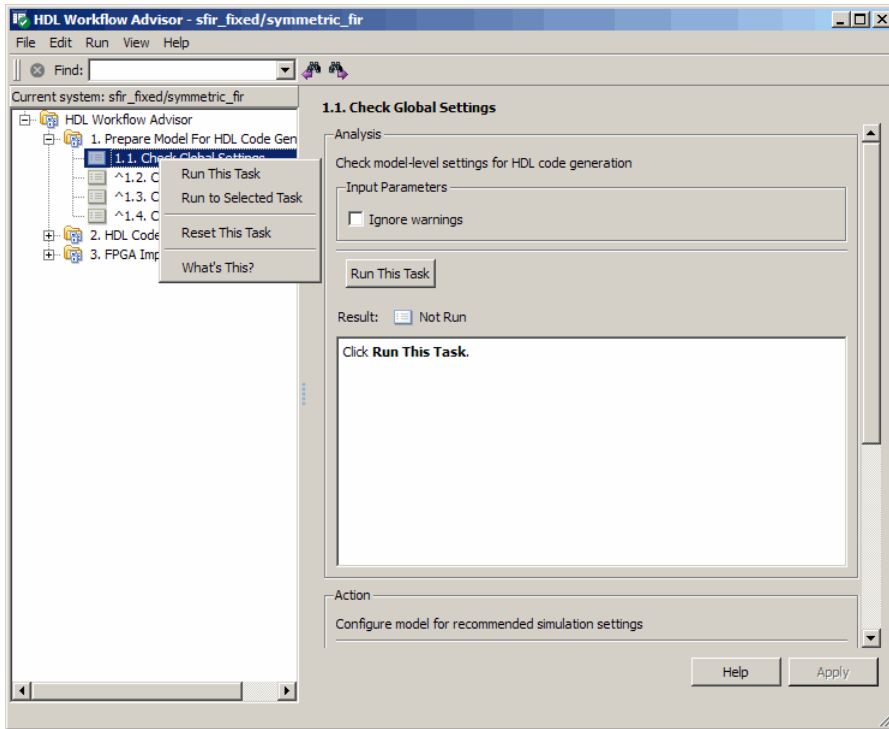 HDL Workflow Advisor - sfir_fixed/symmetric_fir
File Edit Run View Help
Find:
Current system: sfir_fixed/symmetric_fir
HDL Workflow Advisor
1. Prepare Model For HDL Code Gen
1.1. Check Global Settings
^1.2. C
^1.3. C
^1.4. C
2. HDL Code
3. FPGA Imp
Run This Task
Run to Selected Task
Reset This Task
What's This?
1.1. Check Global Settings
Analysis
Check model-level settings for HDL code generation
Input Parameters
Ignore warnings
Run This Task
Result: Not Run
Click Run This Task.
Action
Configure model for recommended simulation settings
Help Apply